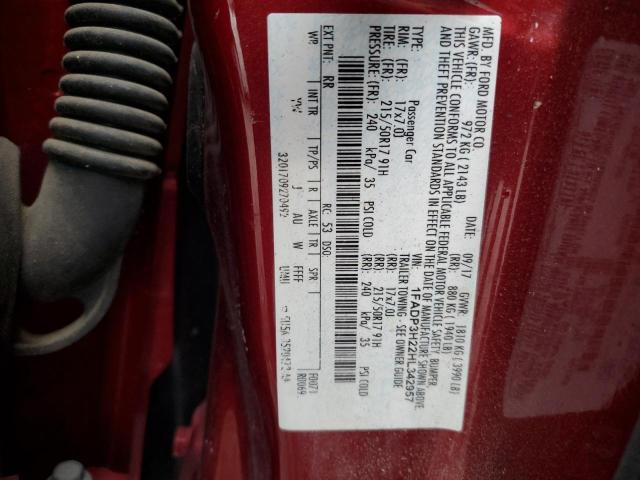 MFD. BY FORD MOTOR CO.
DATE: 09/17 GVWR: 1810 KG (3990 LB)
GAWR: (FR): 972 KG (2143 LB) (RR): 880 KG (1940 LB)
THIS VEHICLE CONFORMS TO ALL APPLICABLE FEDERAL MOTOR VEHICLE SAFETY, BUMPER,
AND THEFT PREVENTION STANDARDS IN EFFECT ON THE DATE OF MANUFACTURE SHOWN ABOVE.
VIN: 1FADP3H22HL342957
TYPE: Passenger Car TRAILER TOWING - SEE OWNER GUIDE
RIM: (FR): 17x7.0J (RR): 17x7.0J
TIRE: (FR): 215/50R17 91H (RR): 215/50R17 91H
PRESSURE: (FR): 240 kPa/ 35 PSI COLD (RR): 240 kPa/ 35 PSI COLD
EXT PNT: RR RC: 53 DSO: F0071
R0069
WB INT TR TP/PS R AXLE TR SPR
J AU W FFF
3201709270492